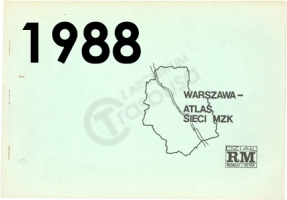 1988
WARSZAWA –
ATLAS
SIECI MZK
RM